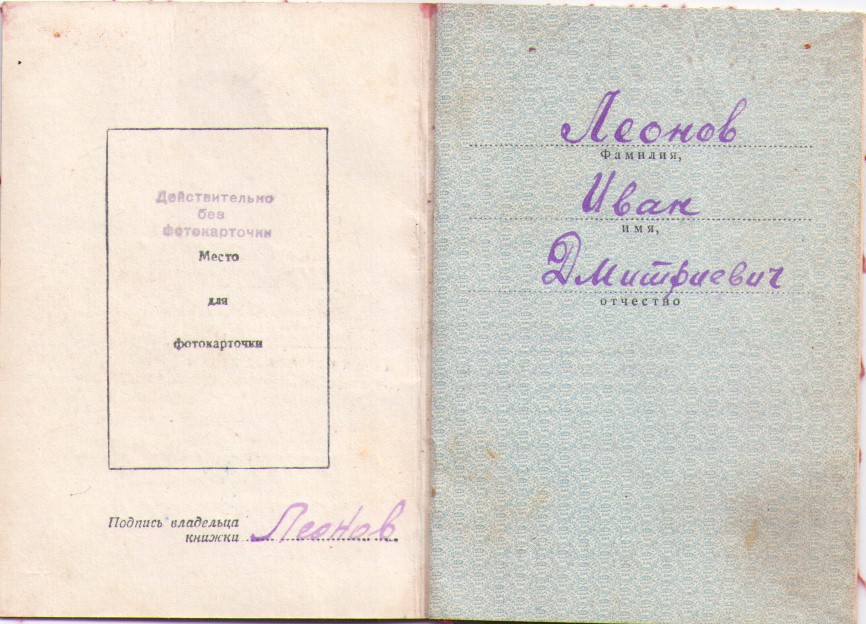 Действительно
без
фотокарточки
Место
для
фотокарточки
Подпись владельца
книжки Леонов
Леонов
Фамилия,
Иван
имя,
Дмитриевич
отчество